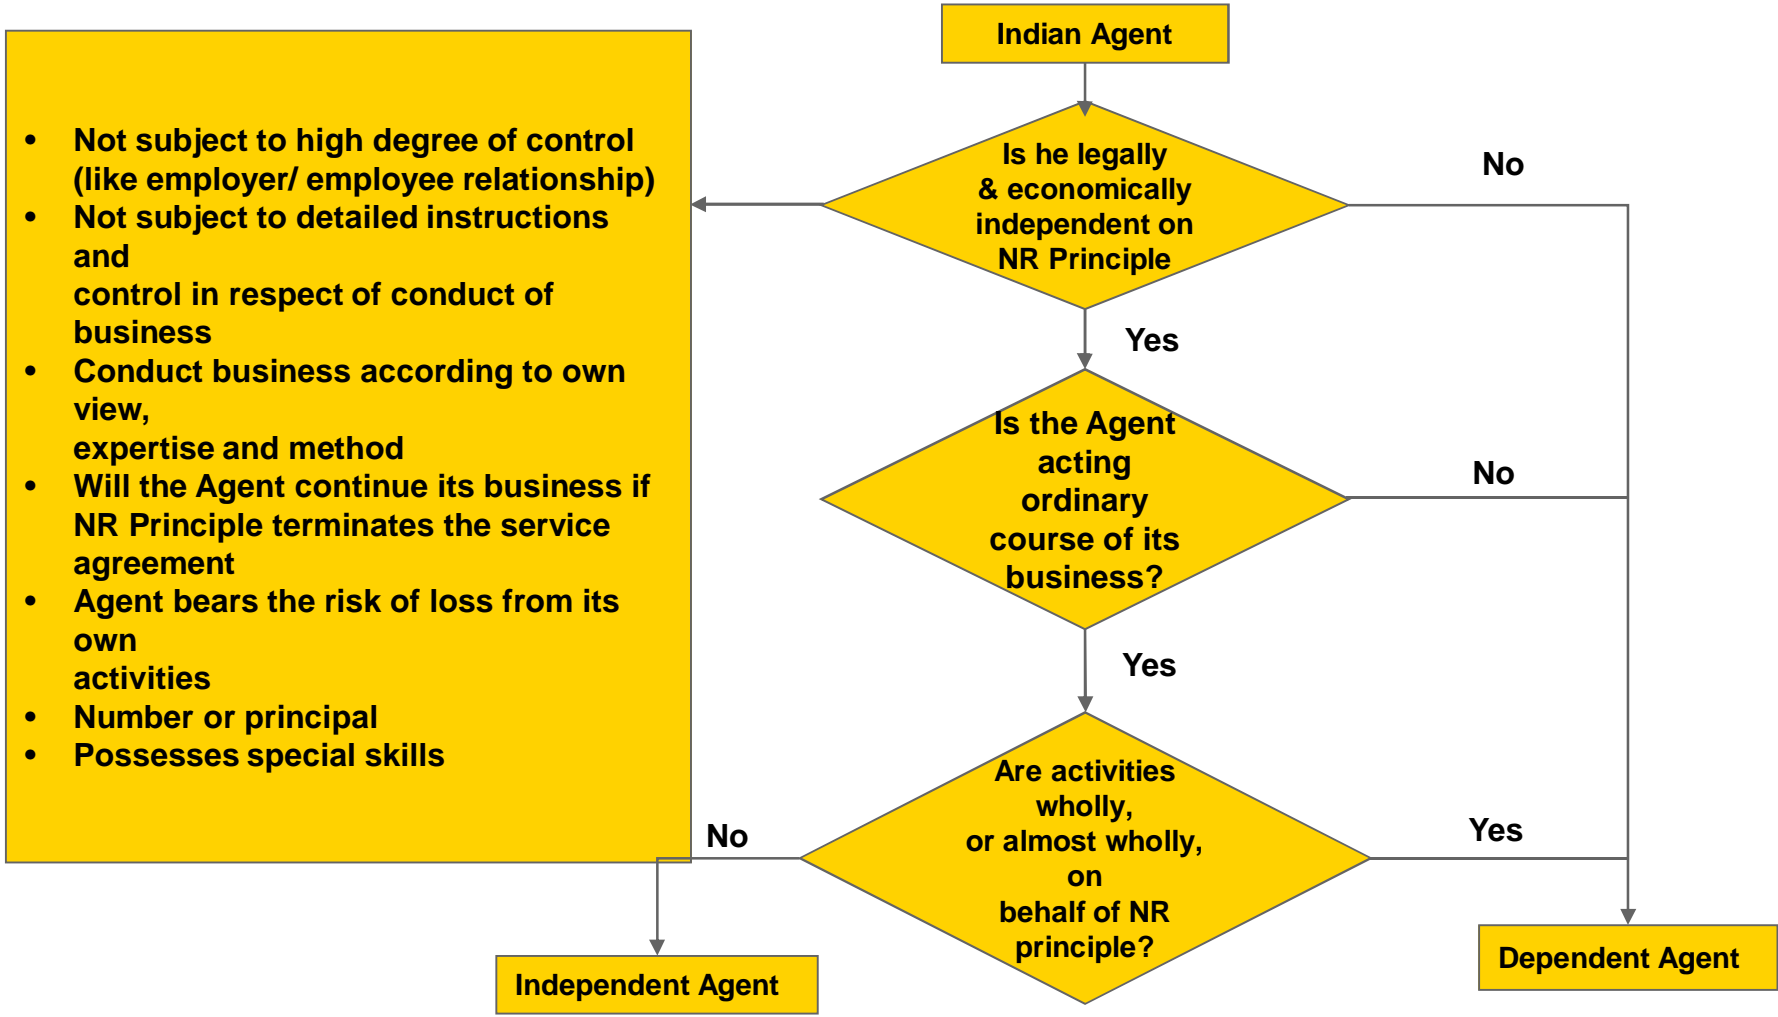 Indian Agent
• Not subject to high degree of control
(like employer/ employee relationship)
• Not subject to detailed instructions
and
control in respect of conduct of
business
• Conduct business according to own
view,
expertise and method
• Will the Agent continue its business if
NR Principle terminates the service
agreement
• Agent bears the risk of loss from its
own
activities
• Number or principal
• Possesses special skills
Is he legally
& economically
independent on
NR Principle
No
Yes
Is the Agent
acting
ordinary
course of its
business?
No
Yes
Are activities
wholly,
or almost wholly,
on
behalf of NR
principle?
No
Yes
Independent Agent
Dependent Agent